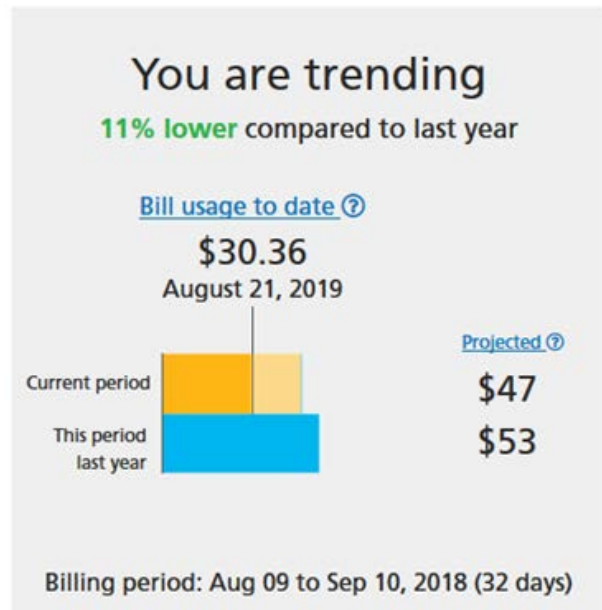 You are trending
11% lower compared to last year
Bill usage to date ?
$30.36
August 21, 2019
Projected ?
Current period
$47
This period
last year
$53
Billing period: Aug 09 to Sep 10, 2018 (32 days)